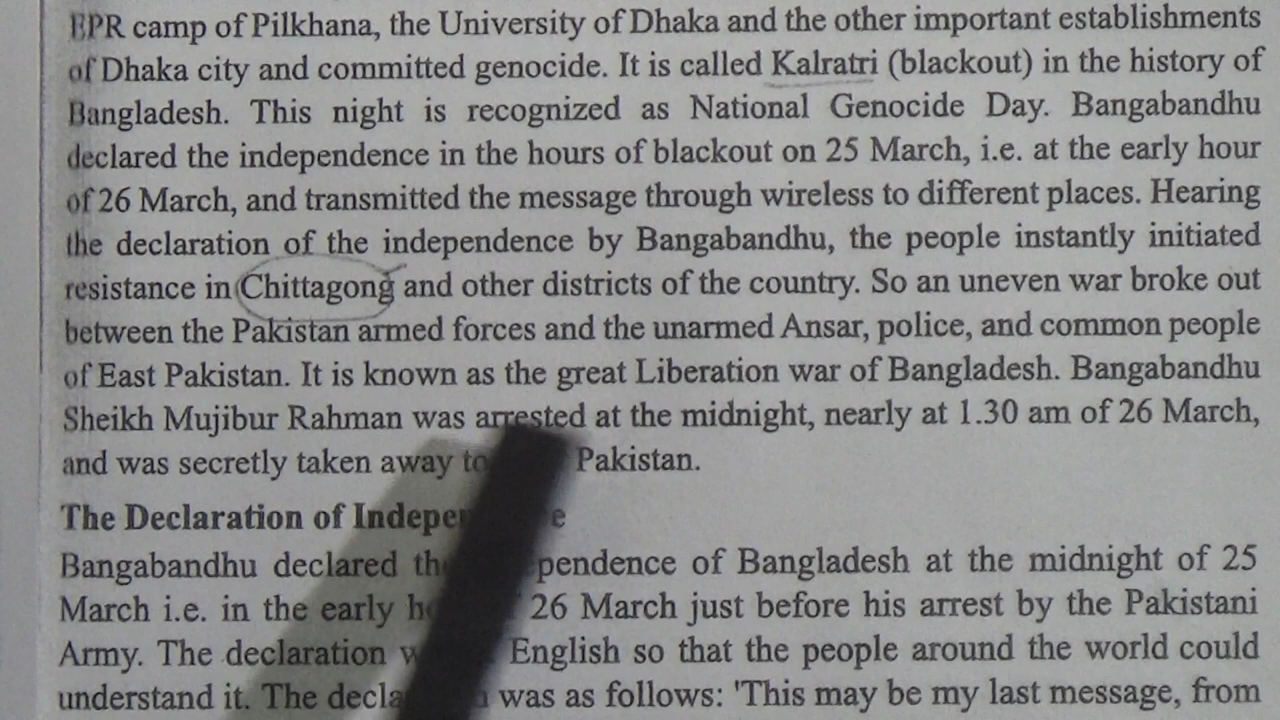 EPR camp of Pilkhana, the University of Dhaka and the other important establishments
of Dhaka city and committed genocide. It is called Kalratri (blackout) in the history of
Bangladesh. This night is recognized as National Genocide Day. Bangabandhu
declared the independence in the hours of blackout on 25 March, i.e. at the early hour
of 26 March, and transmitted the message through wireless to different places. Hearing
the declaration of the independence by Bangabandhu, the people instantly initiated
resistance in Chittagong and other districts of the country. So an uneven war broke out
between the Pakistan armed forces and the unarmed Ansar, police, and common people
of East Pakistan. It is known as the great Liberation war of Bangladesh. Bangabandhu
Sheikh Mujibur Rahman was arrested at the midnight, nearly at 1.30 am of 26 March,
and was secretly taken away to Pakistan.
The Declaration of
Bangabandhu declared of Bangladesh at the midnight of 25
March i.e. in the early 26 March just before his arrest by the Pakistani
Army. The declaration English so that the people around the world could
understand it. The was as follows: 'This may be my last message, from